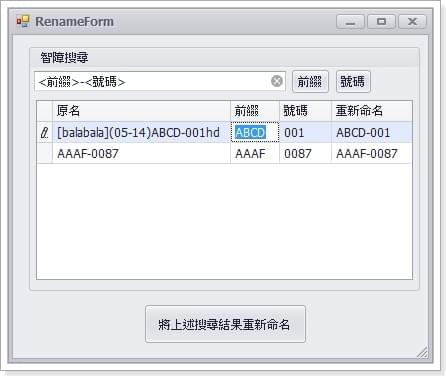 RenameForm
智障搜尋
<前綴>-<號碼> 前綴 號碼
原名 前綴 號碼 重新命名
[balabala](05-14)ABCD-001hd ABCD 001 ABCD-001
AAAF-0087 AAAF 0087 AAAF-0087
將上述搜尋結果重新命名